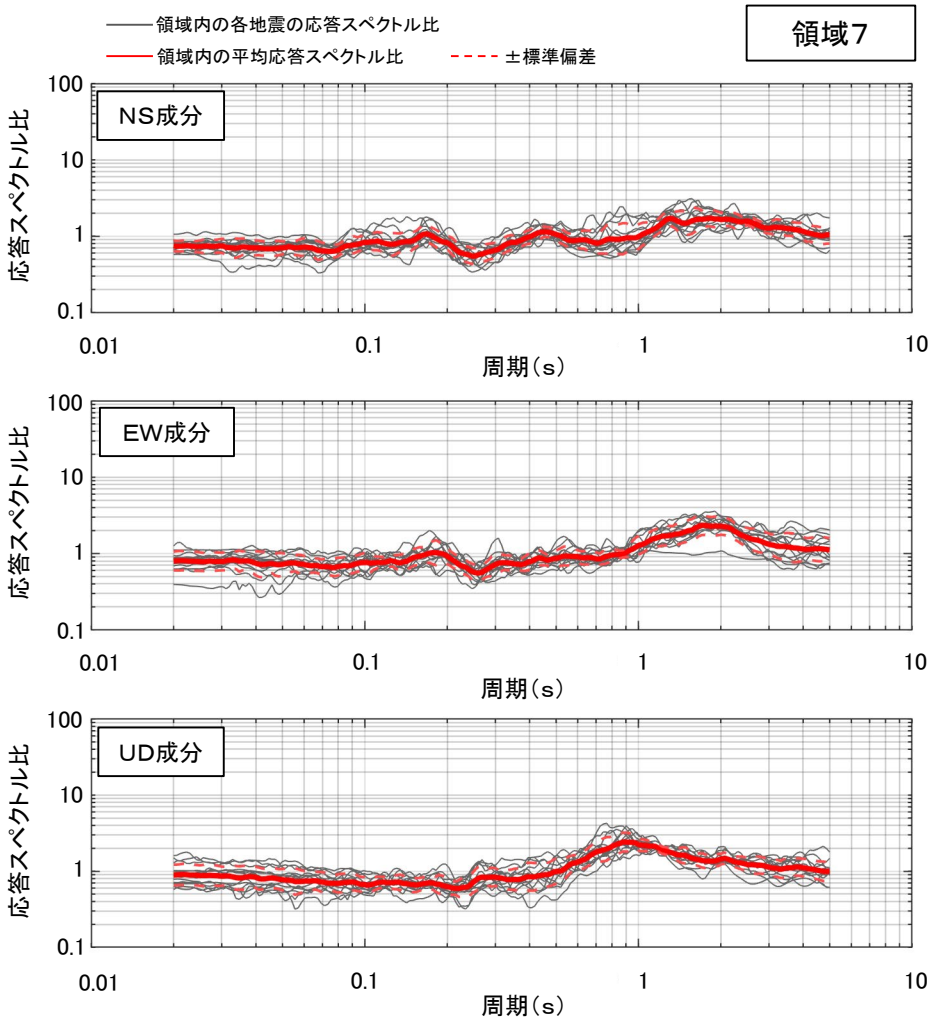 領域内の各地震の応答スペクトル比
領域内の平均応答スペクトル比 ±標準偏差
領域7
NS成分
応答スペクトル比
100
10
1
0.1
0.01 0.1 1 10
周期(s)
EW成分
応答スペクトル比
100
10
1
0.1
0.01 0.1 1 10
周期(s)
UD成分
応答スペクトル比
100
10
1
0.1
0.01 0.1 1 10
周期(s)